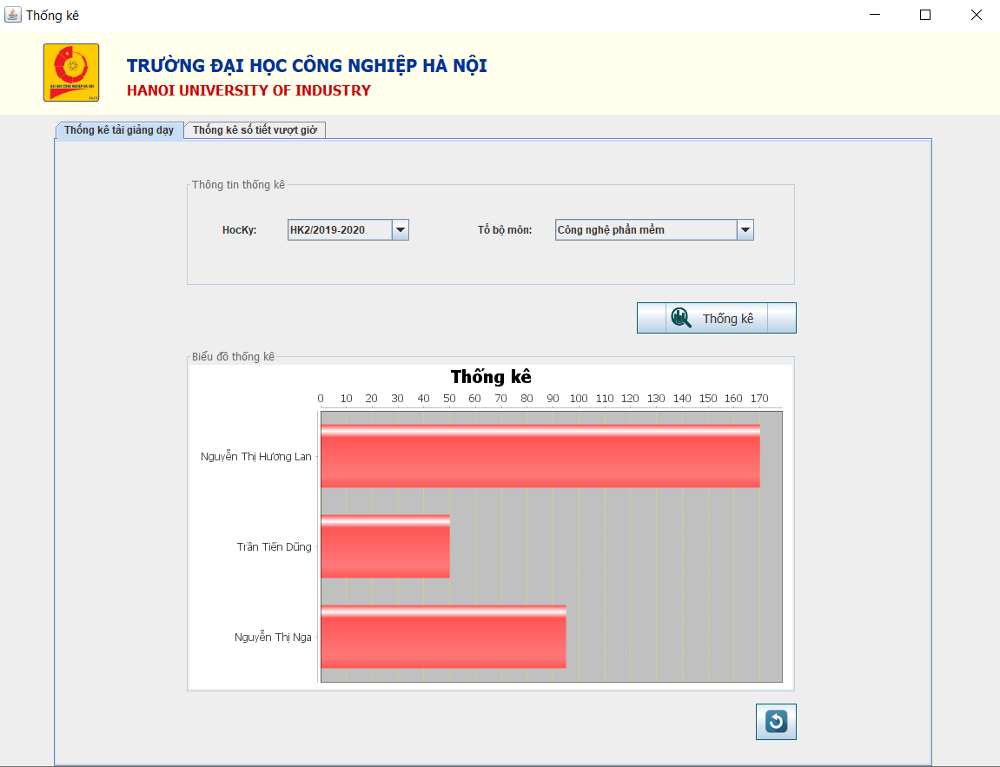 Thống kê
TRƯỜNG ĐẠI HỌC CÔNG NGHIỆP HÀ NỘI
HANOI UNIVERSITY OF INDUSTRY
Thống kê tải giảng dạy Thống kê số tiết vượt giờ
Thông tin thống kê
HocKy: HK2/2019-2020 Tổ bộ môn: Công nghệ phần mềm
Thống kê
Biểu đồ thống kê
Thống kê
0 10 20 30 40 50 60 70 80 90 100 110 120 130 140 150 160 170
Nguyễn Thị Hương Lan
Trần Tiến Dũng
Nguyễn Thị Nga